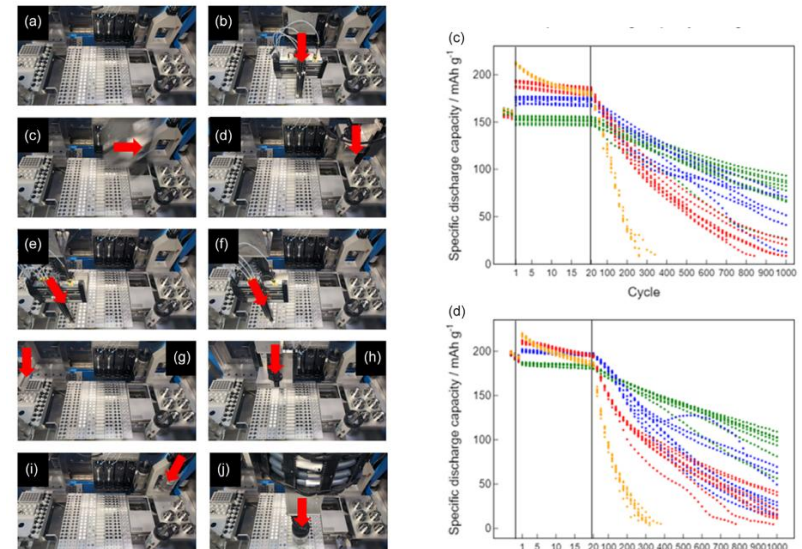 (a)
(b)
(c)
(d)
(e)
(f)
(g)
(h)
(i)
(j)
(c)
Specific discharge capacity / mAh g⁻¹
200
150
100
50
0
1 5 10 15 20 100 200 300 400 500 600 700 800 900 1000
Cycle
(d)
Specific discharge capacity / mAh g⁻¹
200
150
100
50
0
1 5 10 15 20 100 200 300 400 500 600 700 800 900 1000